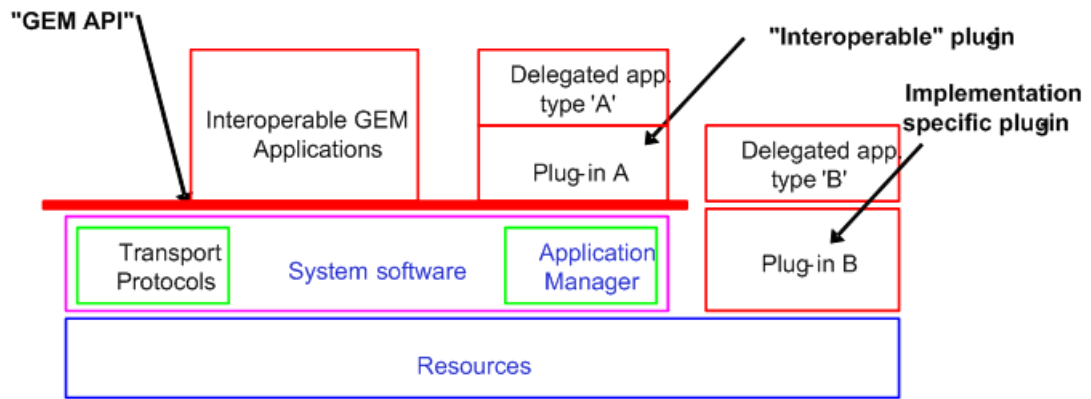 "GEM API"
"Interoperable" plugin
Delegated app.
type 'A'
Implementation
specific plugin
Interoperable GEM
Applications
Delegated app.
type 'B'
Plug-in A
Transport
Protocols
System software
Application
Manager
Plug-in B
Resources